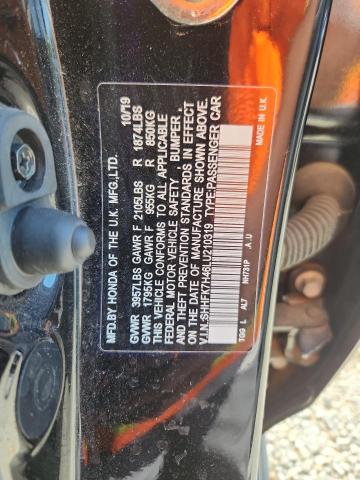 MFD.BY HONDA OF THE U.K. MFG.,LTD. 10/19
GVWR 3957LBS GAWR F 2105LBS R 1874LBS
GVWR 1795KG GAWR F 955KG R 850KG
THIS VEHICLE CONFORMS TO ALL APPLICABLE
FEDERAL MOTOR VEHICLE SAFETY, BUMPER,
AND THEFT PREVENTION STANDARDS IN EFFECT
ON THE DATE OF MANUFACTURE SHOWN ABOVE.
V.I.N.:SHHFK7H46LU210319 TYPE:PASSENGER CAR
MADE IN U.K.
TGG L AL7 NH731P A U